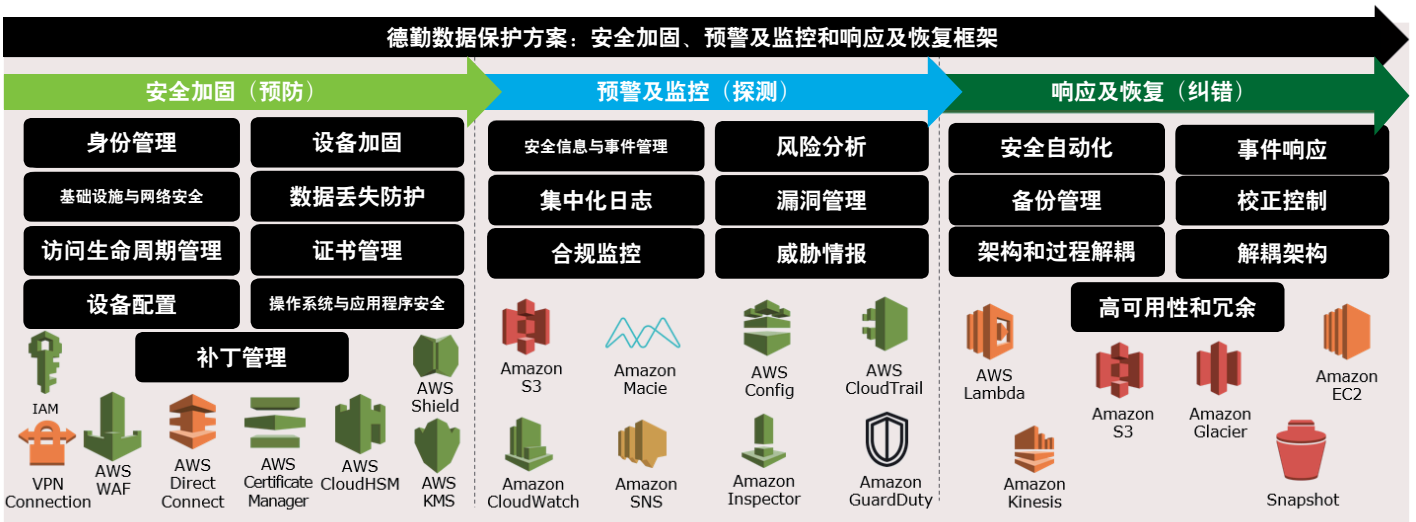 德勤数据保护方案：安全加固、预警及监控和响应及恢复框架
安全加固（预防）
身份管理
设备加固
基础设施与网络安全
数据丢失防护
访问生命周期管理
证书管理
设备配置
操作系统与应用程序安全
补丁管理
IAM
AWS
Shield
VPN
Connection
AWS
WAF
AWS
Direct
Connect
AWS
Certificate
Manager
AWS
CloudHSM
AWS
KMS
预警及监控（探测）
安全信息与事件管理
风险分析
集中化日志
漏洞管理
合规监控
威胁情报
Amazon
S3
Amazon
Macie
AWS
Config
AWS
CloudTrail
Amazon
CloudWatch
Amazon
SNS
Amazon
Inspector
Amazon
GuardDuty
响应及恢复（纠错）
安全自动化
事件响应
备份管理
校正控制
架构和过程解耦
解耦架构
高可用性和冗余
AWS
Lambda
Amazon
S3
Amazon
Glacier
Amazon
EC2
Amazon
Kinesis
Snapshot